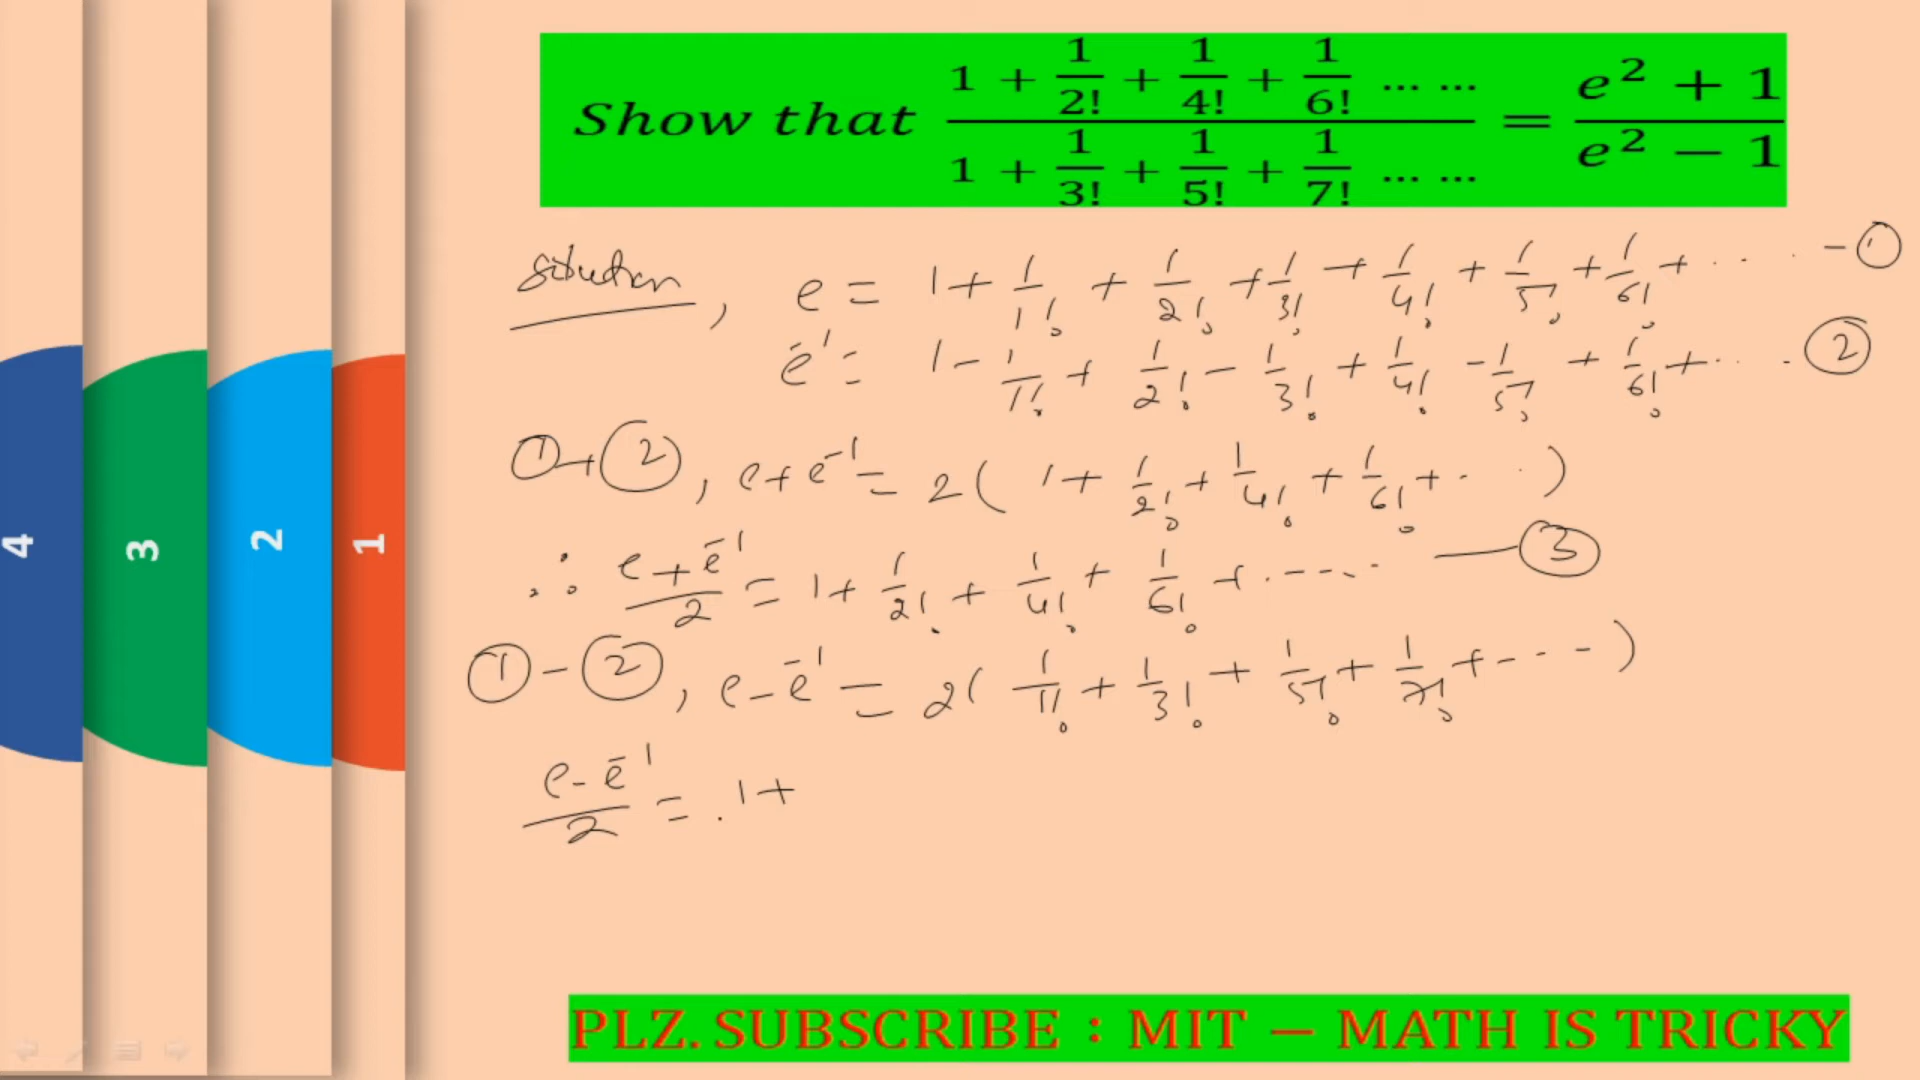 Show that (1 + 1/2! + 1/4! + 1/6! ... ...)/(1 + 1/3! + 1/5! + 1/7! ... ...) = (e² + 1)/(e² − 1)
Solution, e = 1 + 1/1! + 1/2! + 1/3! + 1/4! + 1/5! + 1/6! + .... - ①
e⁻¹ = 1 - 1/1! + 1/2! - 1/3! + 1/4! - 1/5! + 1/6! + ... ②
① + ②, e + e⁻¹ = 2(1 + 1/2! + 1/4! + 1/6! + ...)
∴ (e + e⁻¹)/2 = 1 + 1/2! + 1/4! + 1/6! + ..... — ③
① - ②, e - e⁻¹ = 2(1/1! + 1/3! + 1/5! + 1/7! + ....)
(e - e⁻¹)/2 = 1 +
4
3
2
1
PLZ. SUBSCRIBE : MIT − MATH IS TRICKY